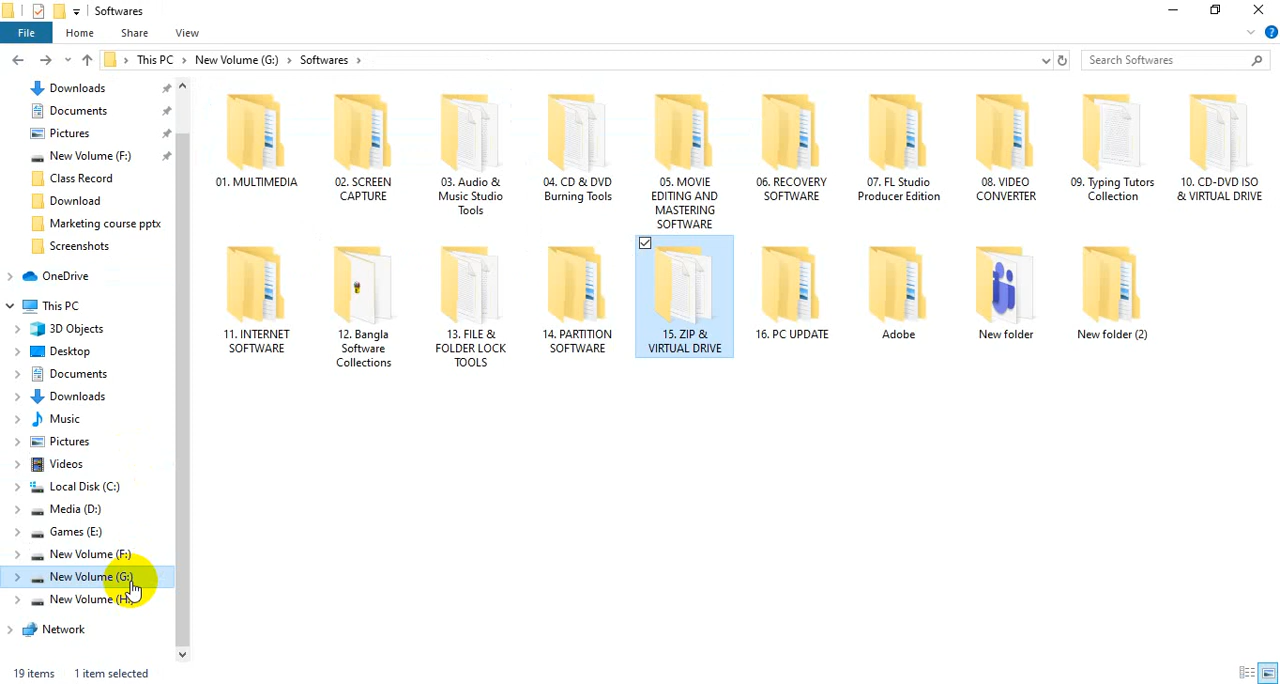 Softwares
File Home Share View
This PC New Volume (G:) Softwares
Search Softwares
Downloads
Documents
Pictures
New Volume (F:)
Class Record
Download
Marketing course pptx
Screenshots
OneDrive
This PC
3D Objects
Desktop
Documents
Downloads
Music
Pictures
Videos
Local Disk (C:)
Media (D:)
Games (E:)
New Volume (F:)
New Volume (G:)
New Volume (H:)
Network
01. MULTIMEDIA
02. SCREEN
CAPTURE
03. Audio &
Music Studio
Tools
04. CD & DVD
Burning Tools
05. MOVIE
EDITING AND
MASTERING
SOFTWARE
06. RECOVERY
SOFTWARE
07. FL Studio
Producer Edition
08. VIDEO
CONVERTER
09. Typing Tutors
Collection
10. CD-DVD ISO
& VIRTUAL DRIVE
11. INTERNET
SOFTWARE
12. Bangla
Software
Collections
13. FILE &
FOLDER LOCK
TOOLS
14. PARTITION
SOFTWARE
15. ZIP &
VIRTUAL DRIVE
16. PC UPDATE
Adobe
New folder
New folder (2)
19 items 1 item selected